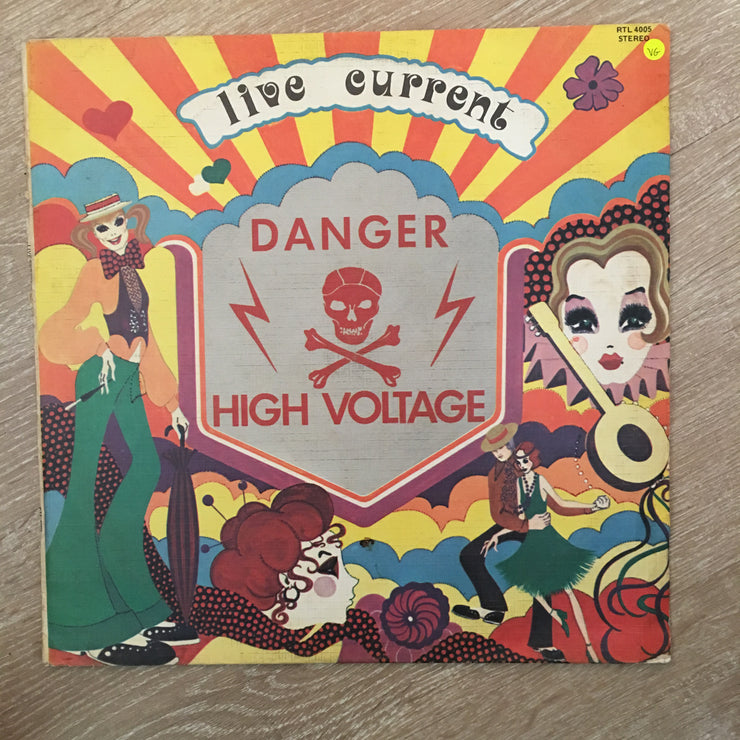 RTL 4005
STEREO
VG
live current
DANGER
HIGH VOLTAGE